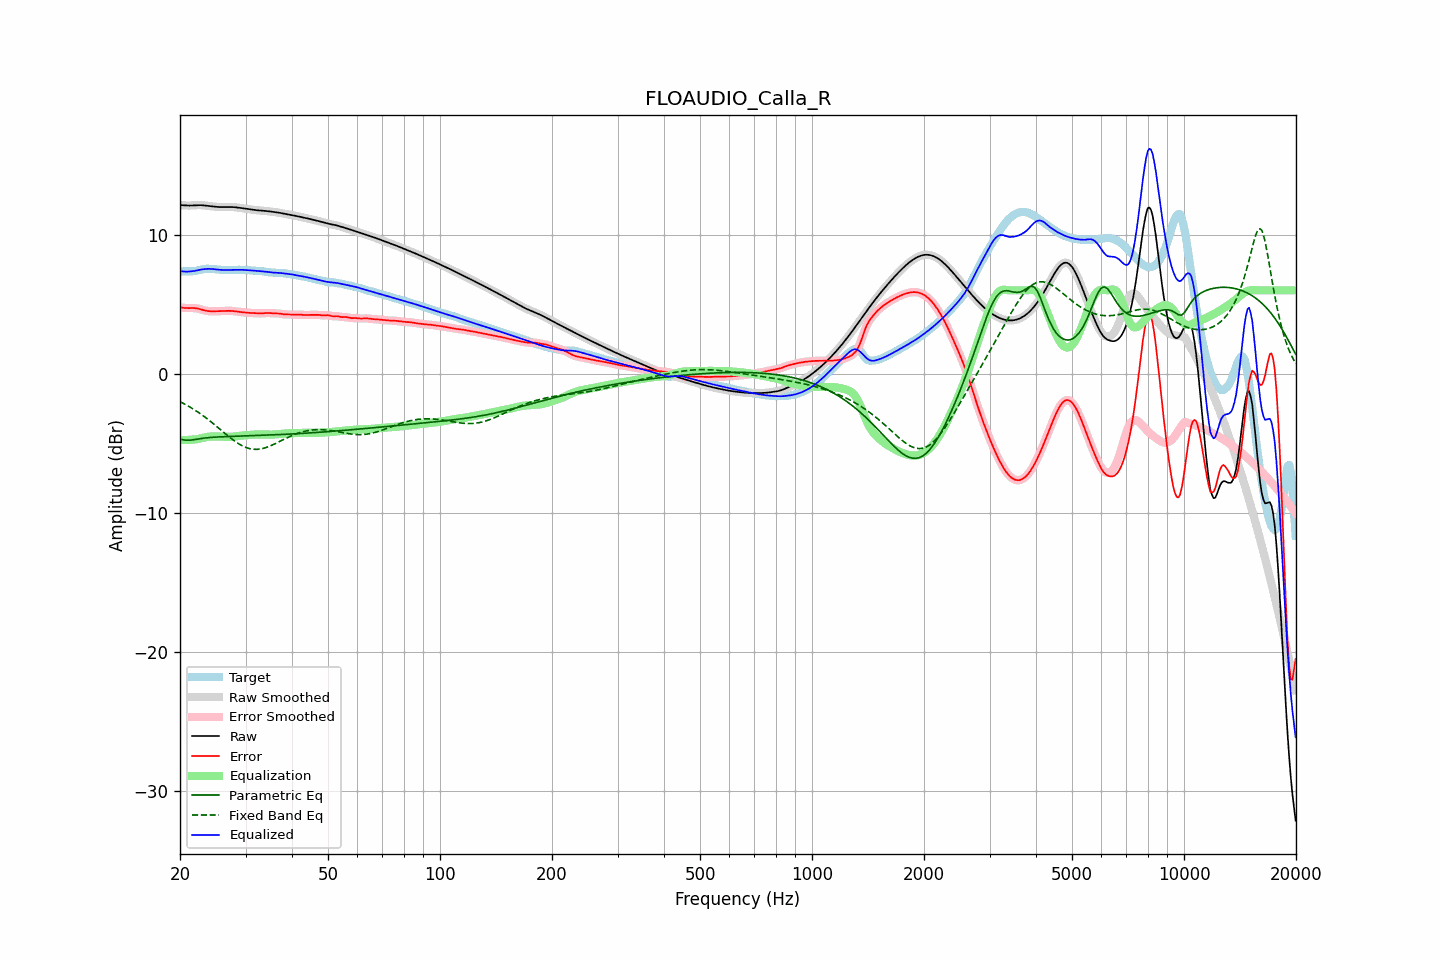 FLOAUDIO_Calla_R
Amplitude (dBr)
10
0
−10
−20
−30
Target
Raw Smoothed
Error Smoothed
Raw
Error
Equalization
Parametric Eq
Fixed Band Eq
Equalized
20 50 100 200 500 1000 2000 5000 10000 20000
Frequency (Hz)